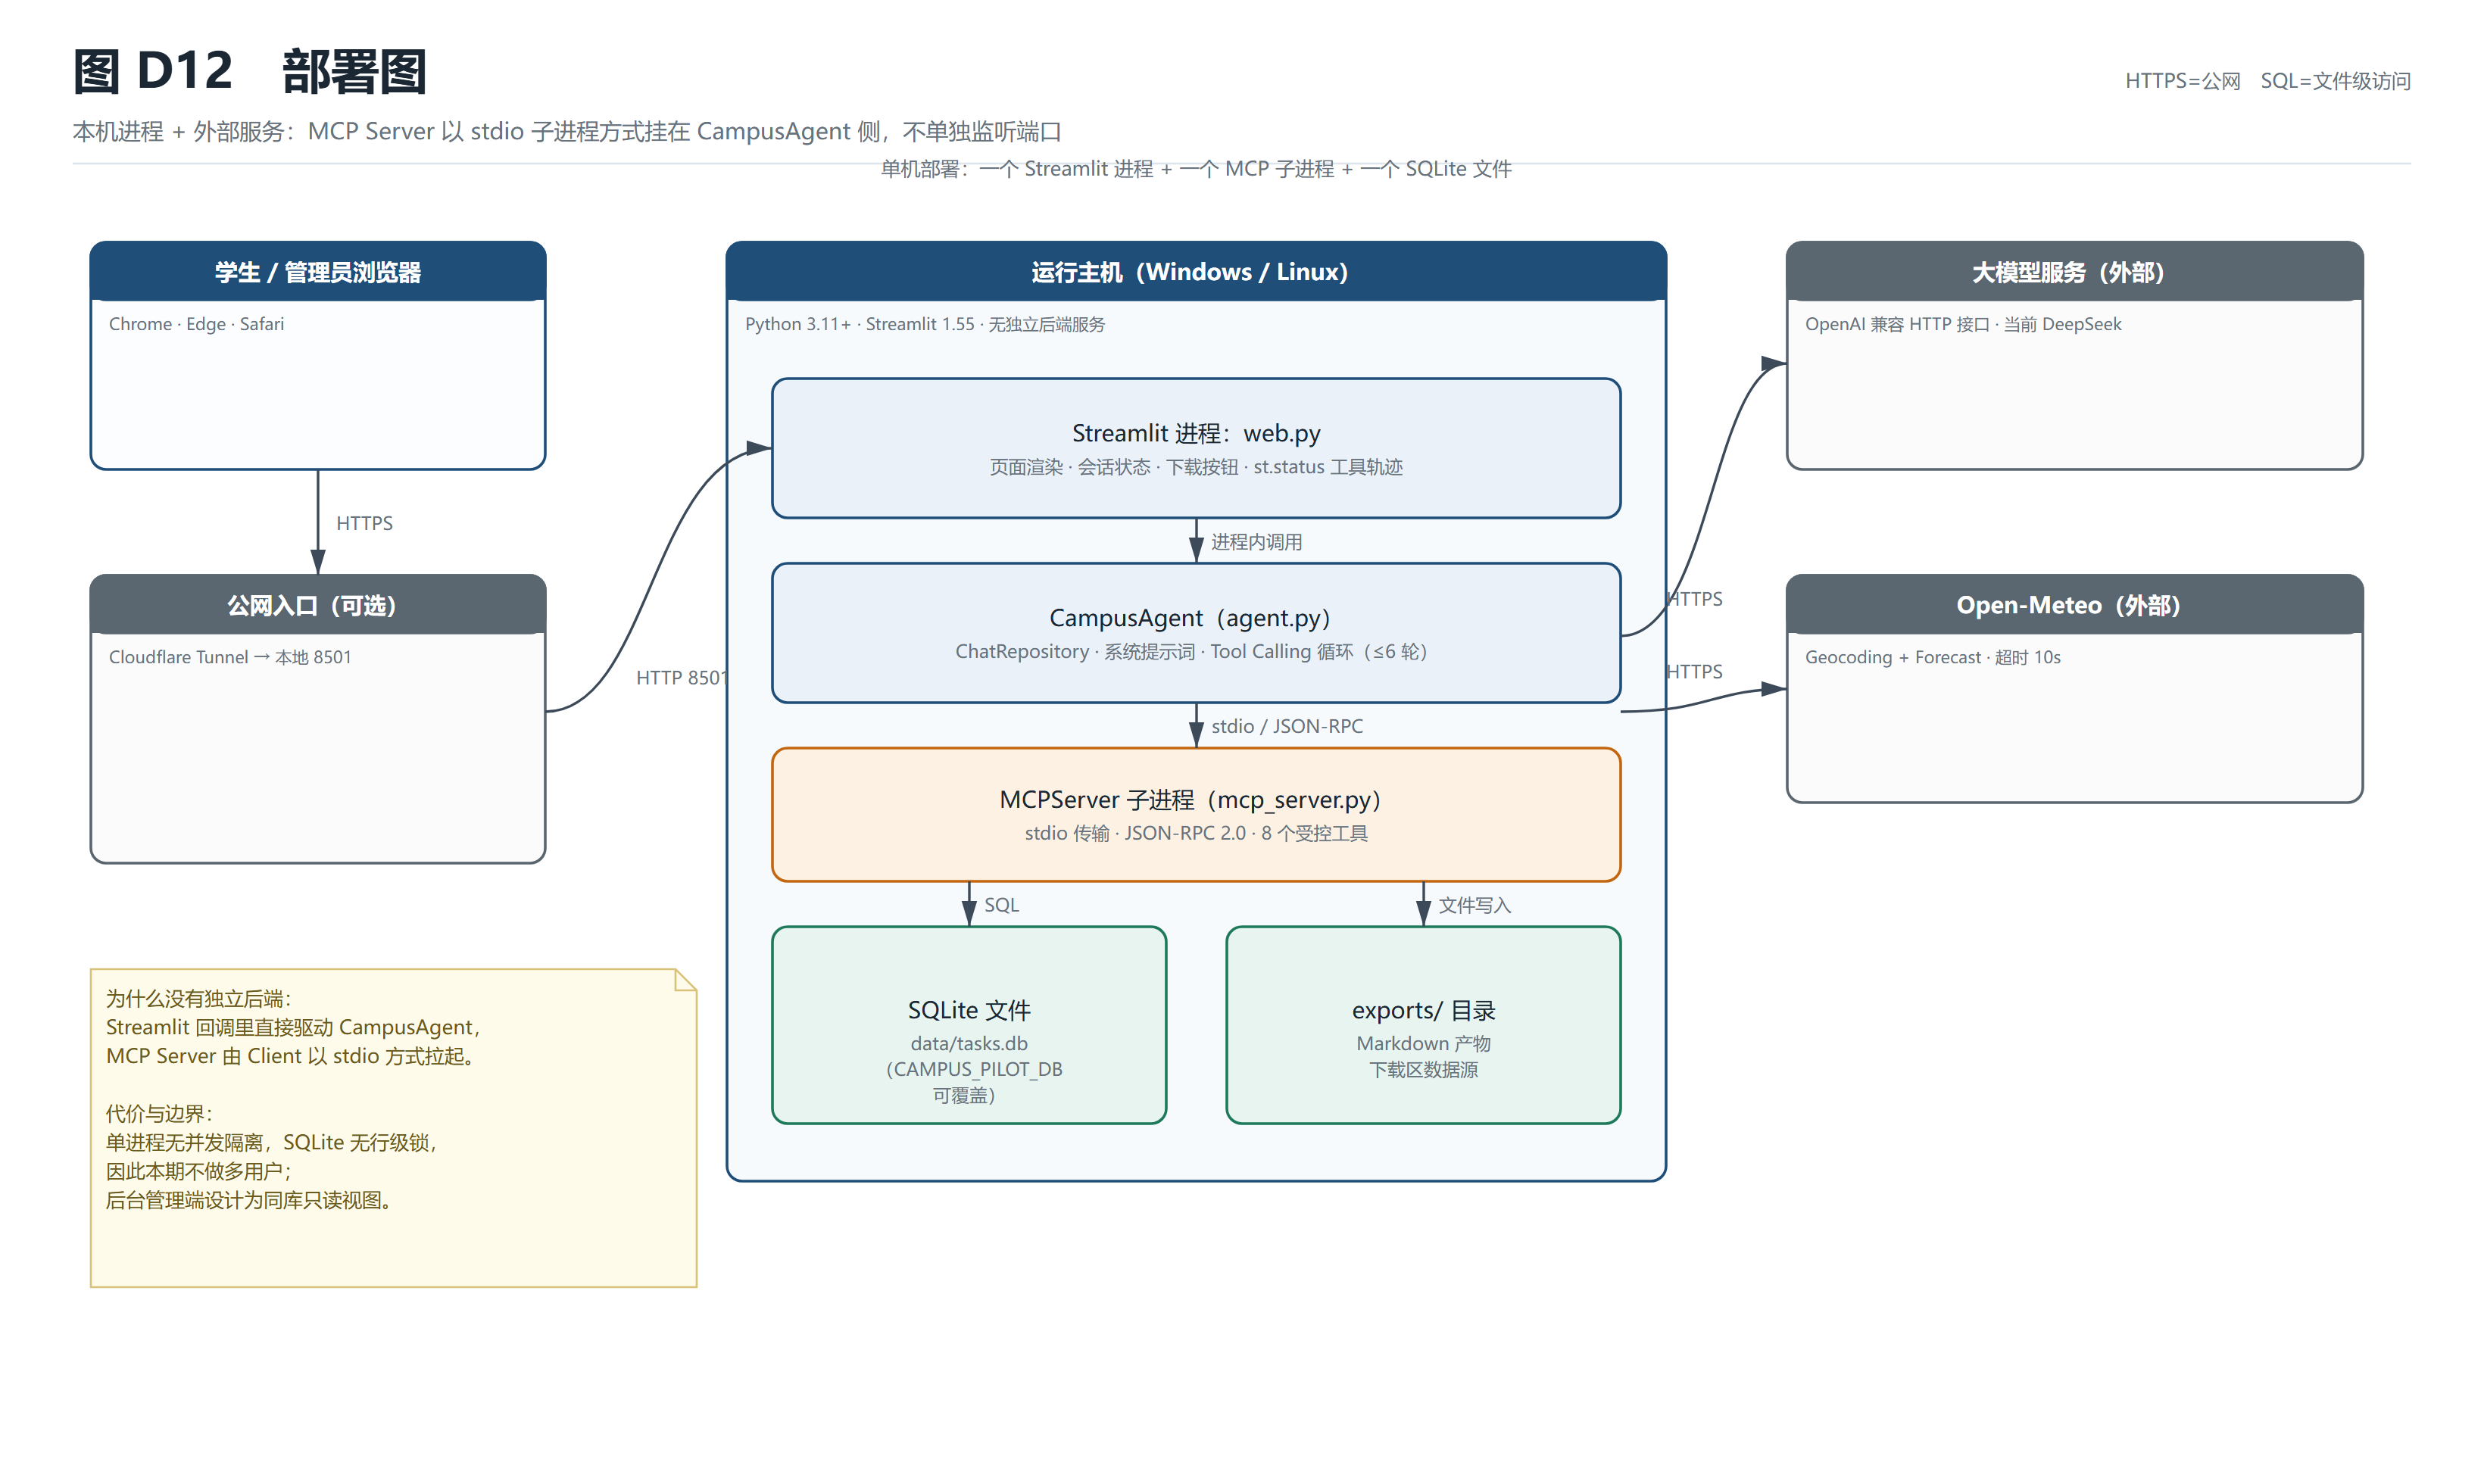 图 D12 部署图
HTTPS=公网 SQL=文件级访问
本机进程 + 外部服务：MCP Server 以 stdio 子进程方式挂在 CampusAgent 侧，不单独监听端口
单机部署：一个 Streamlit 进程 + 一个 MCP 子进程 + 一个 SQLite 文件
学生 / 管理员浏览器
Chrome · Edge · Safari
HTTPS
公网入口（可选）
Cloudflare Tunnel → 本地 8501
HTTP 8501
运行主机（Windows / Linux）
Python 3.11+ · Streamlit 1.55 · 无独立后端服务
Streamlit 进程：web.py
页面渲染 · 会话状态 · 下载按钮 · st.status 工具轨迹
进程内调用
CampusAgent（agent.py）
ChatRepository · 系统提示词 · Tool Calling 循环（≤6 轮）
stdio / JSON-RPC
MCPServer 子进程（mcp_server.py）
stdio 传输 · JSON-RPC 2.0 · 8 个受控工具
SQL
文件写入
SQLite 文件
data/tasks.db
（CAMPUS_PILOT_DB
可覆盖）
exports/ 目录
Markdown 产物
下载区数据源
HTTPS
HTTPS
大模型服务（外部）
OpenAI 兼容 HTTP 接口 · 当前 DeepSeek
Open-Meteo（外部）
Geocoding + Forecast · 超时 10s
为什么没有独立后端：
Streamlit 回调里直接驱动 CampusAgent，
MCP Server 由 Client 以 stdio 方式拉起。
代价与边界：
单进程无并发隔离，SQLite 无行级锁，
因此本期不做多用户；
后台管理端设计为同库只读视图。